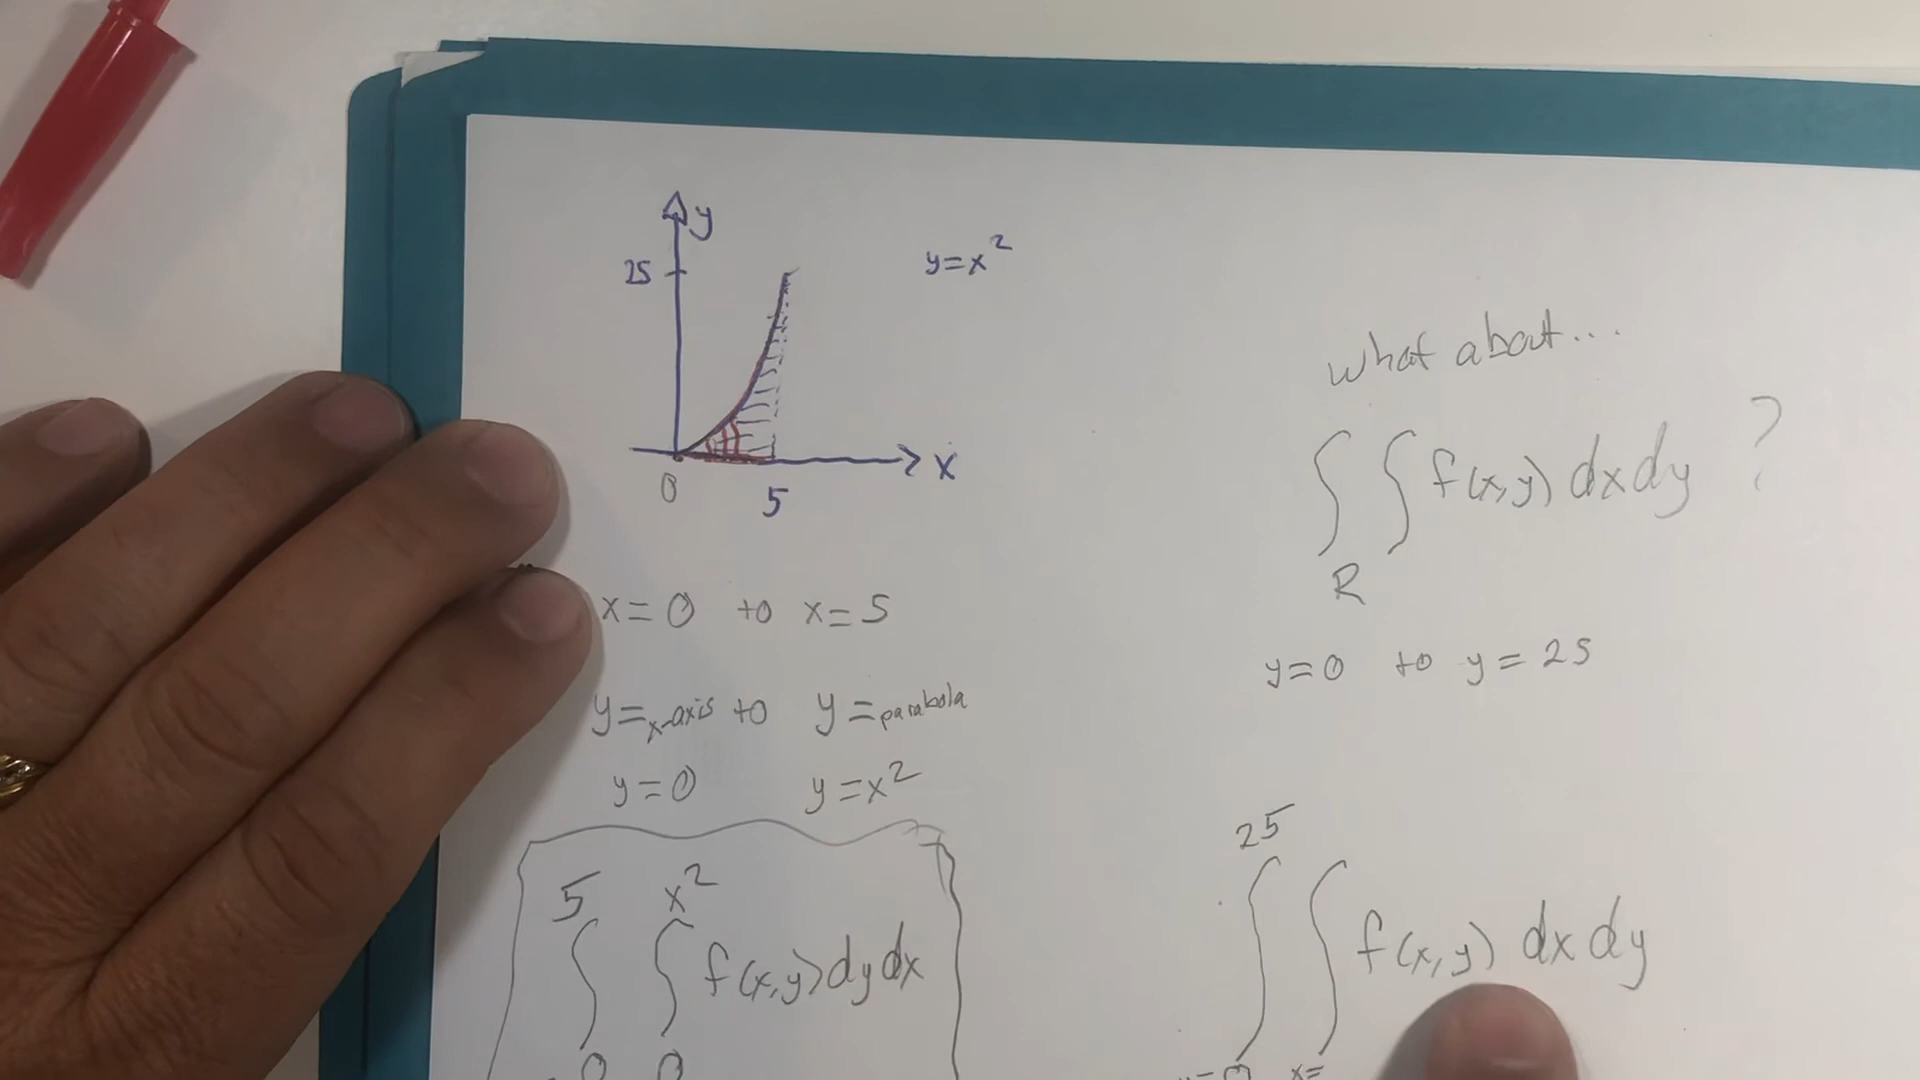 y
25
y=x²
x
0
5
x=0 to x=5
y=x-axis to y=parabola
y=0 y=x²
5 x²
∫ ∫ f(x,y) dy dx
0 0
what about...
∫ ∫ f(x,y) dx dy ?
R
y=0 to y=25
25
∫ ∫ f(x,y) dx dy
x=